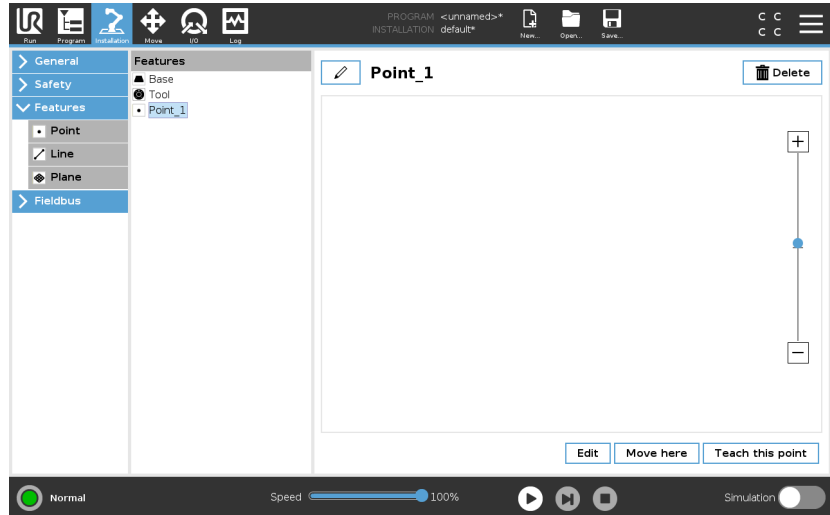 UR
PROGRAM <unnamed>*
INSTALLATION default*
C C
C C
Run Program Installation Move I/O Log New... Open... Save...
General
Safety
Features
Point
Line
Plane
Fieldbus
Features
Base
Tool
Point_1
Point_1
Delete
Edit Move here Teach this point
Normal
Speed 100%
Simulation